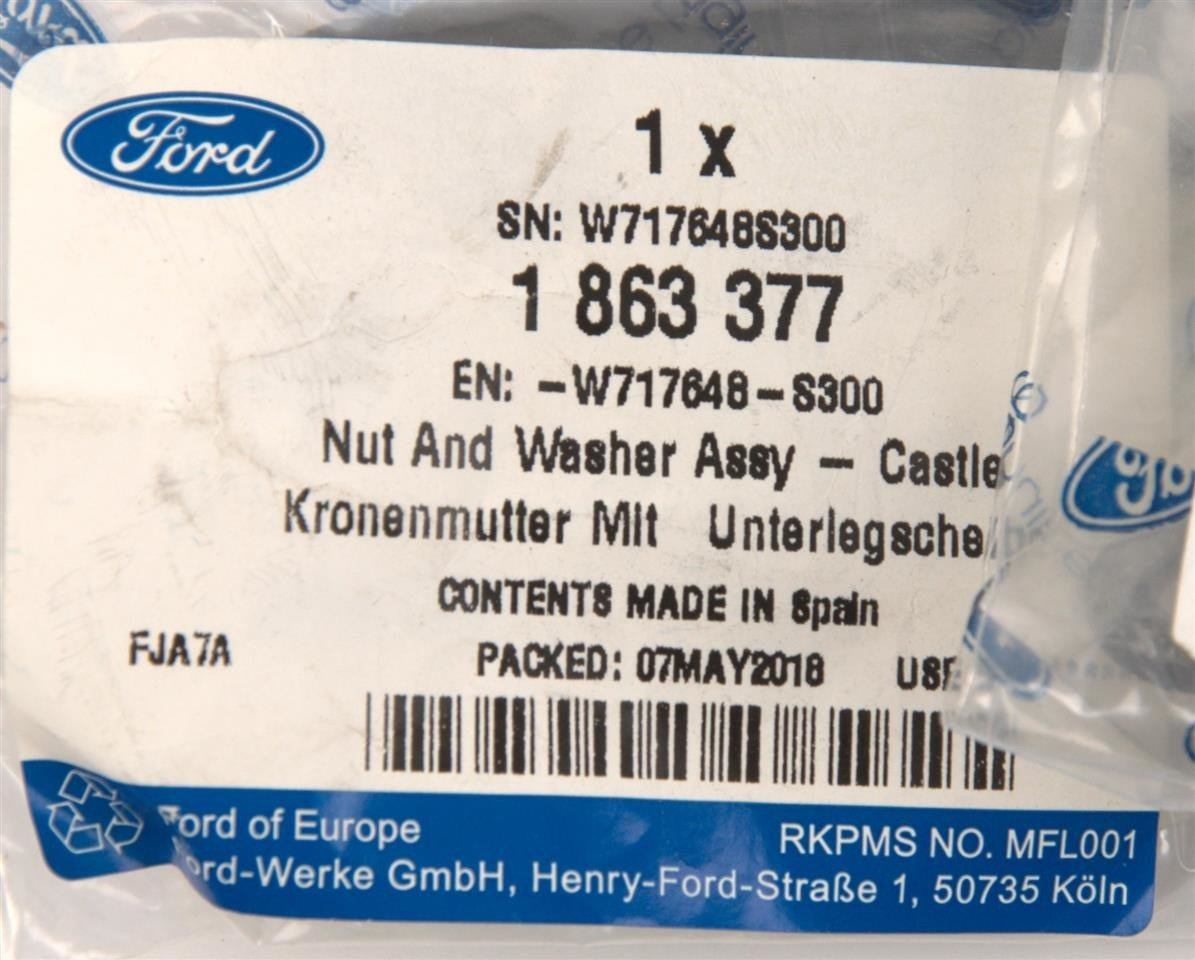 Ford
1 x
SN: W717648S300
1 863 377
EN: -W717648-S300
Nut And Washer Assy - Castle
Kronenmutter Mit Unterlegsche
CONTENTS MADE IN Spain
FJA7A PACKED: 07MAY2018
Ford of Europe
RKPMS NO. MFL001
Ford-Werke GmbH, Henry-Ford-Straße 1, 50735 Köln